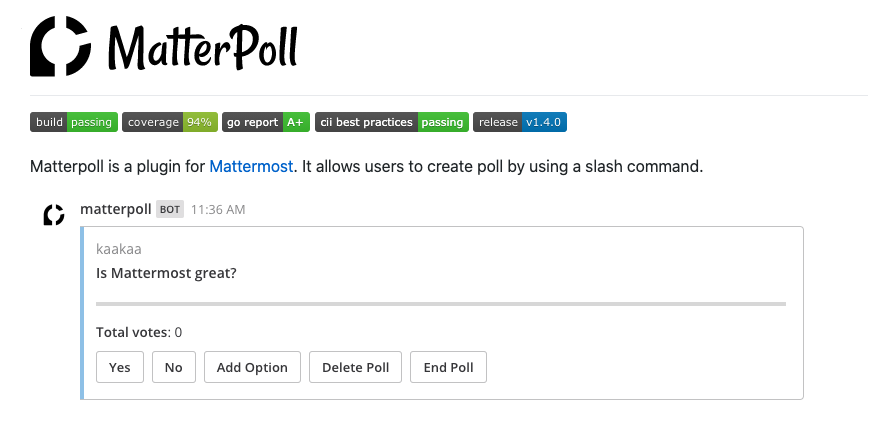 MatterPoll
build passing coverage 94% go report A+ cii best practices passing release v1.4.0
Matterpoll is a plugin for Mattermost. It allows users to create poll by using a slash command.
matterpoll BOT 11:36 AM
kaakaa
Is Mattermost great?
Total votes: 0
Yes No Add Option Delete Poll End Poll